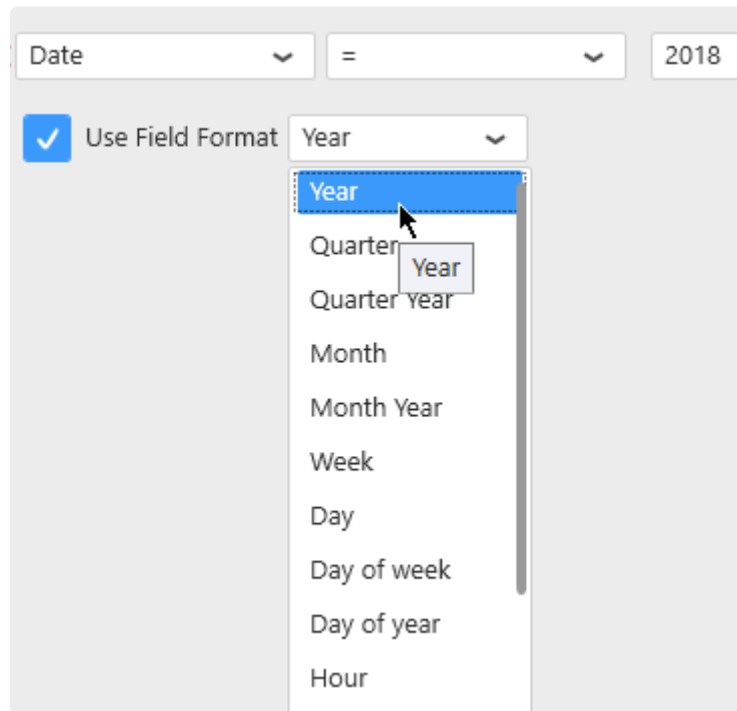 Date = 2018
Use Field Format Year
Year
Quarter
Year
Quarter Year
Month
Month Year
Week
Day
Day of week
Day of year
Hour